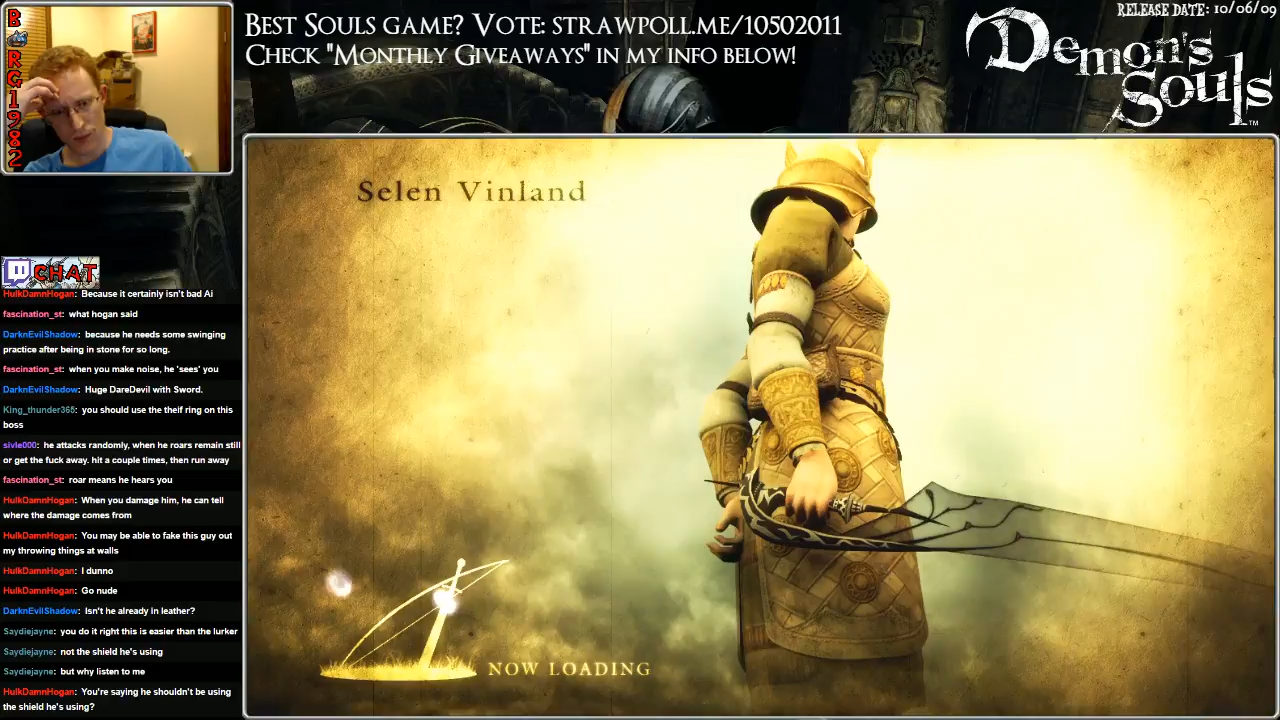 BEST SOULS GAME? VOTE: STRAWPOLL.ME/10502011
CHECK "MONTHLY GIVEAWAYS" IN MY INFO BELOW!
RELEASE DATE: 10/06/09
Demon's
Souls
TM
Selen Vinland
CHAT
HulkDamnHogan: Because it certainly isn't bad Ai
fascination_st: what hogan said
DarknEvilShadow: because he needs some swinging
practice after being in stone for so long.
fascination_st: when you make noise, he 'sees' you
DarknEvilShadow: Huge DareDevil with Sword.
King_thunder365: you should use the theif ring on this
boss
sivle000: he attacks randomly, when he roars remain still
or get the fuck away. hit a couple times, then run away
fascination_st: roar means he hears you
HulkDamnHogan: When you damage him, he can tell
where the damage comes from
HulkDamnHogan: You may be able to fake this guy out
my throwing things at walls
HulkDamnHogan: I dunno
HulkDamnHogan: Go nude
DarknEvilShadow: Isn't he already in leather?
Saydiejayne: you do it right this is easier than the lurker
Saydiejayne: not the shield he's using
Saydiejayne: but why listen to me
HulkDamnHogan: You're saying he shouldn't be using
the shield he's using?
NOW LOADING